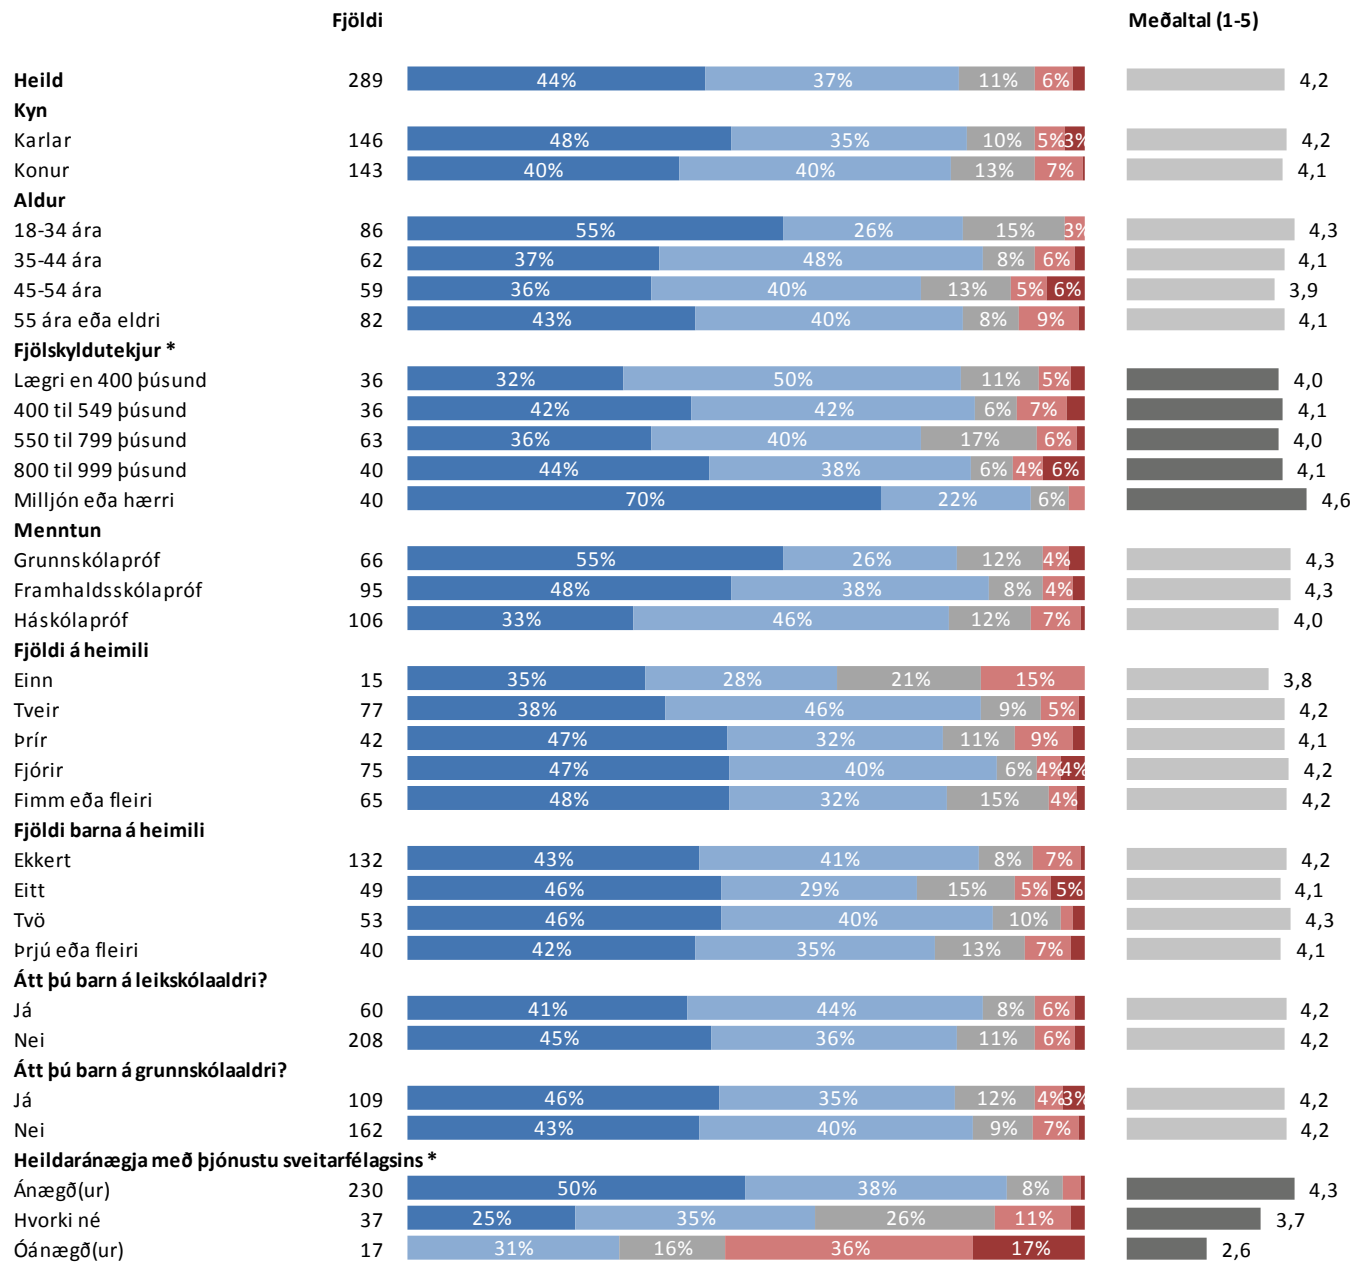 Fjöldi Meðaltal (1-5)
Heild 289 44% 37% 11% 6% 4,2
Kyn
Karlar 146 48% 35% 10% 5% 3% 4,2
Konur 143 40% 40% 13% 7% 4,1
Aldur
18-34 ára 86 55% 26% 15% 3% 4,3
35-44 ára 62 37% 48% 8% 6% 4,1
45-54 ára 59 36% 40% 13% 5% 6% 3,9
55 ára eða eldri 82 43% 40% 8% 9% 4,1
Fjölskyldutekjur *
Lægri en 400 þúsund 36 32% 50% 11% 5% 4,0
400 til 549 þúsund 36 42% 42% 6% 7% 4,1
550 til 799 þúsund 63 36% 40% 17% 6% 4,0
800 til 999 þúsund 40 44% 38% 6% 4% 6% 4,1
Milljón eða hærri 40 70% 22% 6% 4,6
Menntun
Grunnskólapróf 66 55% 26% 12% 4% 4,3
Framhaldsskólapróf 95 48% 38% 8% 4% 4,3
Háskólapróf 106 33% 46% 12% 7% 4,0
Fjöldi á heimili
Einn 15 35% 28% 21% 15% 3,8
Tveir 77 38% 46% 9% 5% 4,2
Þrír 42 47% 32% 11% 9% 4,1
Fjórir 75 47% 40% 6% 4% 4% 4,2
Fimm eða fleiri 65 48% 32% 15% 4% 4,2
Fjöldi barna á heimili
Ekkert 132 43% 41% 8% 7% 4,2
Eitt 49 46% 29% 15% 5% 5% 4,1
Tvö 53 46% 40% 10% 4,3
Þrjú eða fleiri 40 42% 35% 13% 7% 4,1
Átt þú barn á leikskólaaldri?
Já 60 41% 44% 8% 6% 4,2
Nei 208 45% 36% 11% 6% 4,2
Átt þú barn á grunnskólaaldri?
Já 109 46% 35% 12% 4% 3% 4,2
Nei 162 43% 40% 9% 7% 4,2
Heildaránægja með þjónustu sveitarfélagsins *
Ánægð(ur) 230 50% 38% 8% 4,3
Hvorki né 37 25% 35% 26% 11% 3,7
Óánægð(ur) 17 31% 16% 36% 17% 2,6